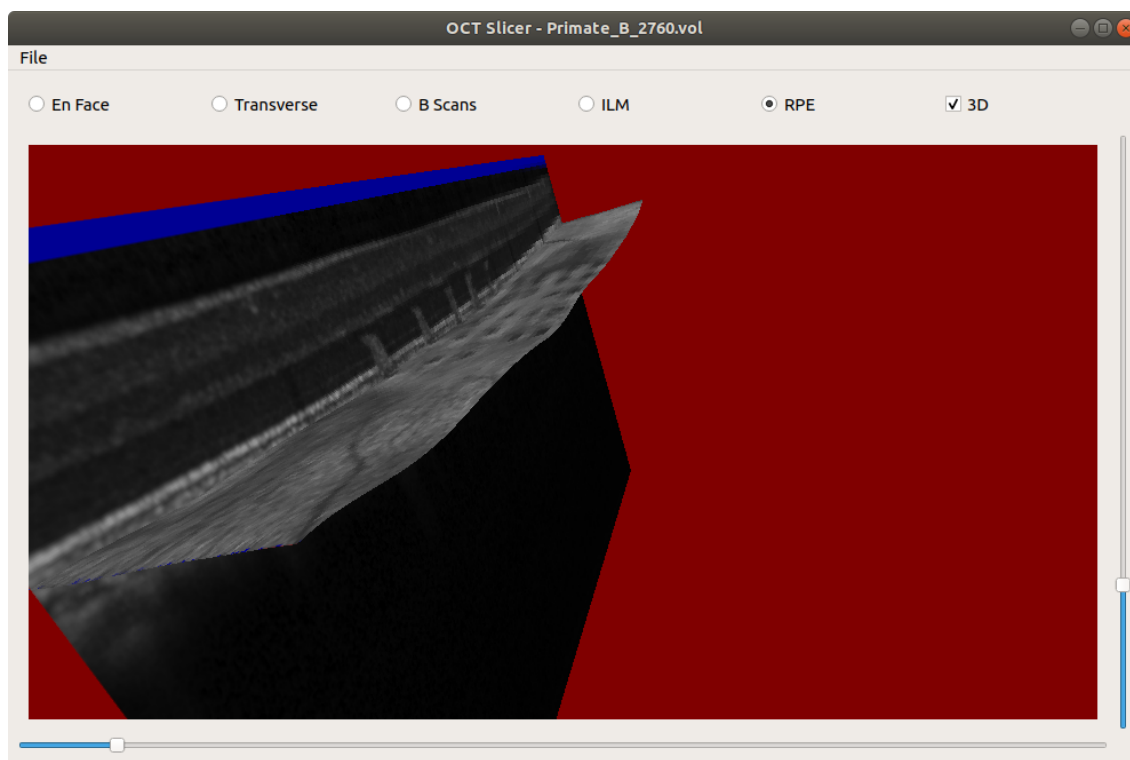 OCT Slicer - Primate_B_2760.vol
File
En Face Transverse B Scans ILM RPE 3D